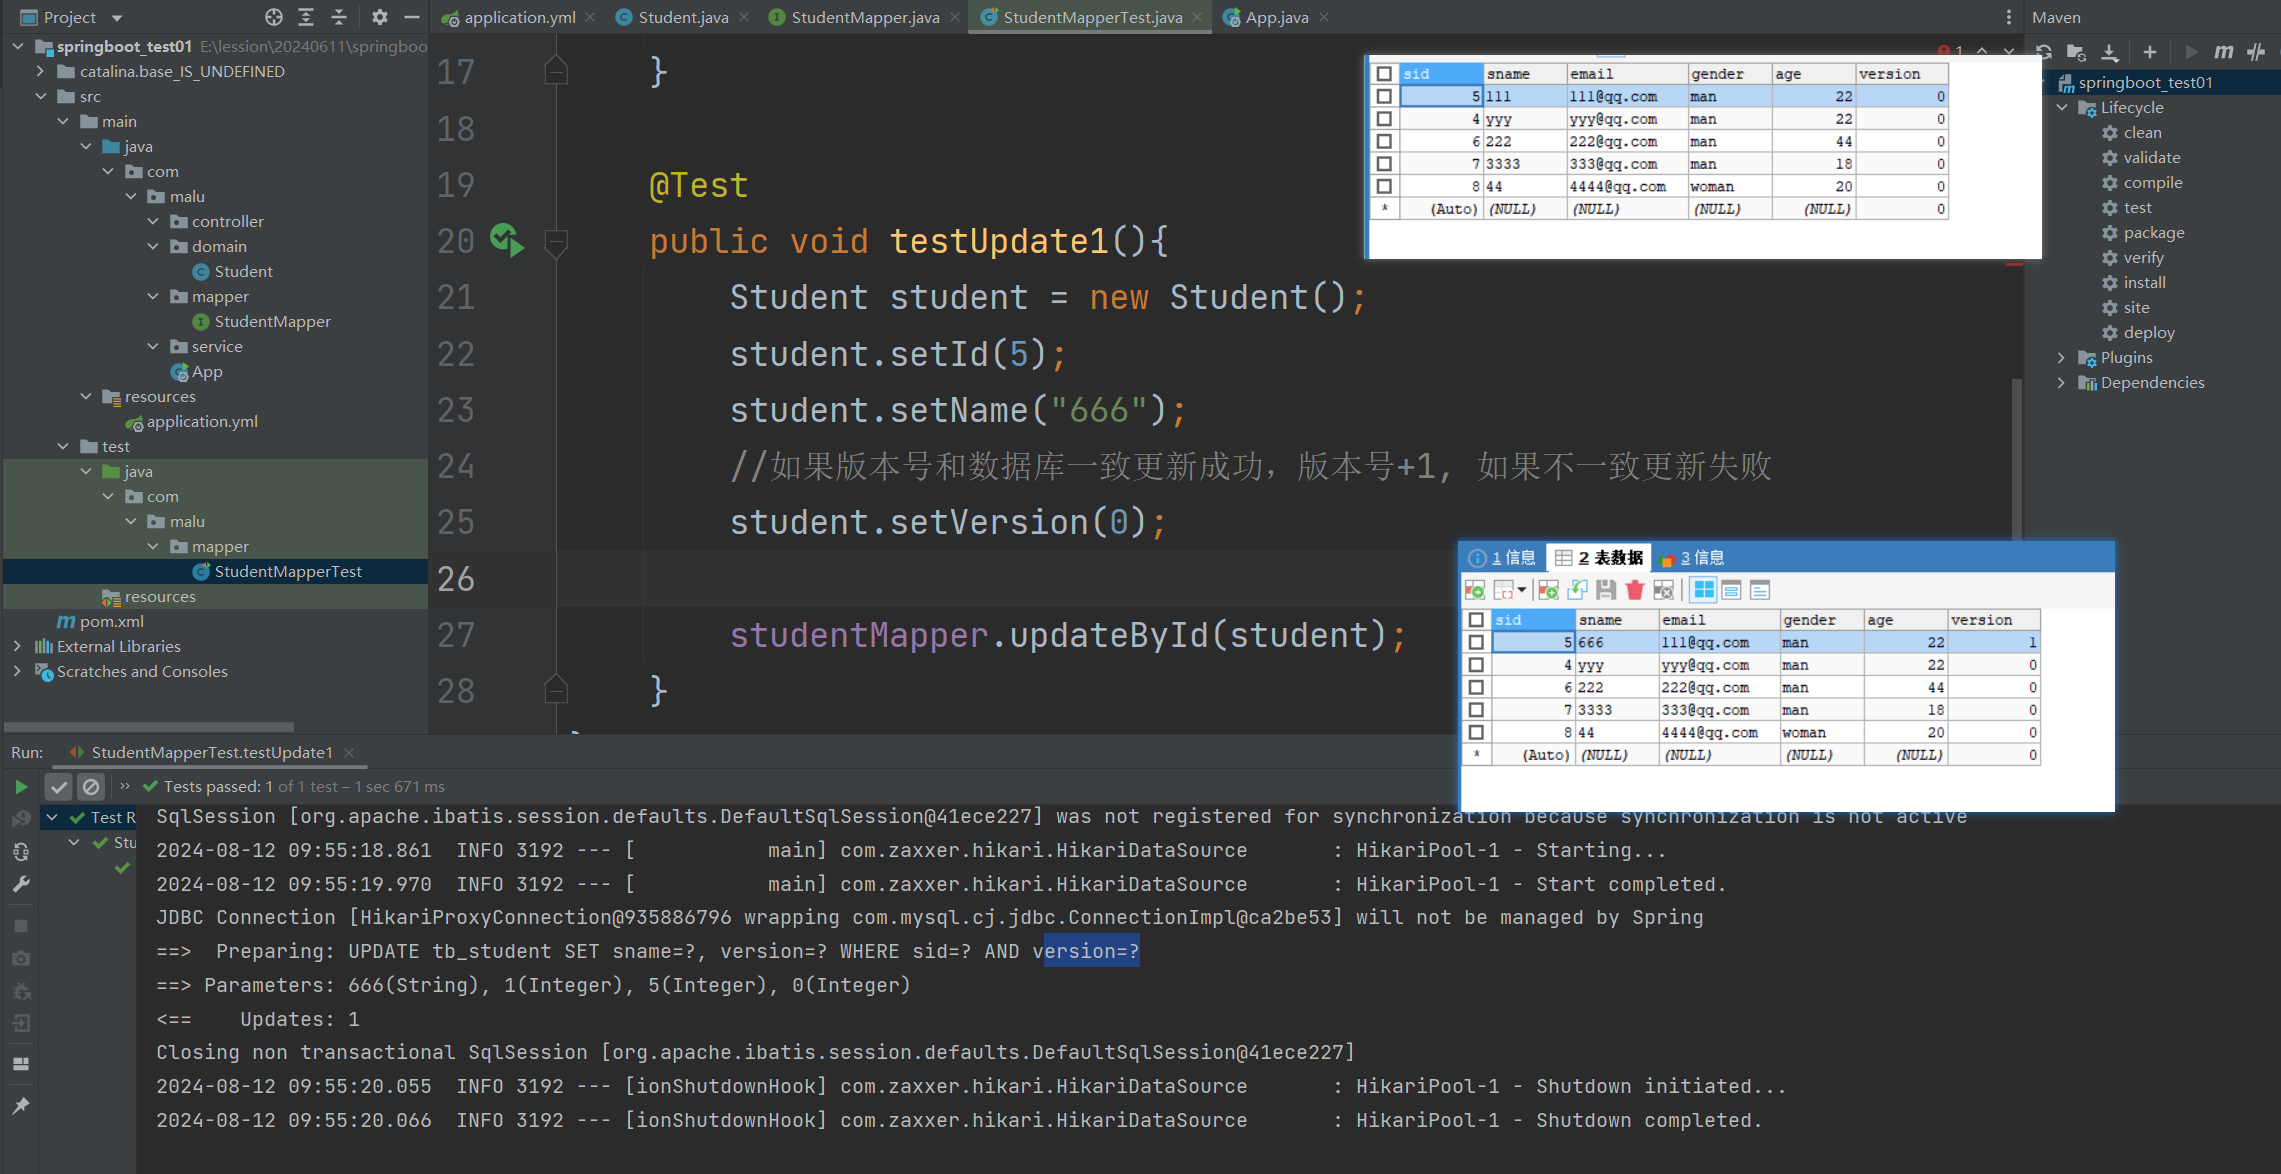 Project
springboot_test01 E:\lession\20240611\springboo
catalina.base_IS_UNDEFINED
src
main
java
com
malu
controller
domain
Student
mapper
StudentMapper
service
App
resources
application.yml
test
java
com
malu
mapper
StudentMapperTest
resources
pom.xml
External Libraries
Scratches and Consoles
application.yml
Student.java
StudentMapper.java
StudentMapperTest.java
App.java
1
17 }
18
19 @Test
20 public void testUpdate1(){
21 Student student = new Student();
22 student.setId(5);
23 student.setName("666");
24 //如果版本号和数据库一致更新成功，版本号+1, 如果不一致更新失败
25 student.setVersion(0);
26
27 studentMapper.updateById(student);
28 }
sid sname email gender age version
5 111 111@qq.com man 22 0
4 yyy yyy@qq.com man 22 0
6 222 222@qq.com man 44 0
7 3333 333@qq.com man 18 0
8 44 4444@qq.com woman 20 0
* (Auto) (NULL) (NULL) (NULL) (NULL) 0
Maven
springboot_test01
Lifecycle
clean
validate
compile
test
package
verify
install
site
deploy
Plugins
Dependencies
1 信息 2 表数据 3 信息
sid sname email gender age version
5 666 111@qq.com man 22 1
4 yyy yyy@qq.com man 22 0
6 222 222@qq.com man 44 0
7 3333 333@qq.com man 18 0
8 44 4444@qq.com woman 20 0
* (Auto) (NULL) (NULL) (NULL) (NULL) 0
Run: StudentMapperTest.testUpdate1
Tests passed: 1 of 1 test – 1 sec 671 ms
Test R
Stu
SqlSession [org.apache.ibatis.session.defaults.DefaultSqlSession@41ece227] was not registered for synchronization because synchronization is not active
2024-08-12 09:55:18.861 INFO 3192 --- [ main] com.zaxxer.hikari.HikariDataSource : HikariPool-1 - Starting...
2024-08-12 09:55:19.970 INFO 3192 --- [ main] com.zaxxer.hikari.HikariDataSource : HikariPool-1 - Start completed.
JDBC Connection [HikariProxyConnection@935886796 wrapping com.mysql.cj.jdbc.ConnectionImpl@ca2be53] will not be managed by Spring
==> Preparing: UPDATE tb_student SET sname=?, version=? WHERE sid=? AND version=?
==> Parameters: 666(String), 1(Integer), 5(Integer), 0(Integer)
<== Updates: 1
Closing non transactional SqlSession [org.apache.ibatis.session.defaults.DefaultSqlSession@41ece227]
2024-08-12 09:55:20.055 INFO 3192 --- [ionShutdownHook] com.zaxxer.hikari.HikariDataSource : HikariPool-1 - Shutdown initiated...
2024-08-12 09:55:20.066 INFO 3192 --- [ionShutdownHook] com.zaxxer.hikari.HikariDataSource : HikariPool-1 - Shutdown completed.